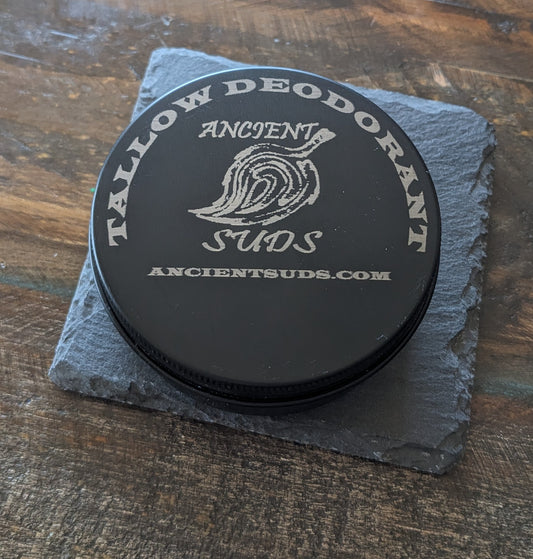 TALLOW DEODORANT
ANCIENT
SUDS
ANCIENTSUDS.COM